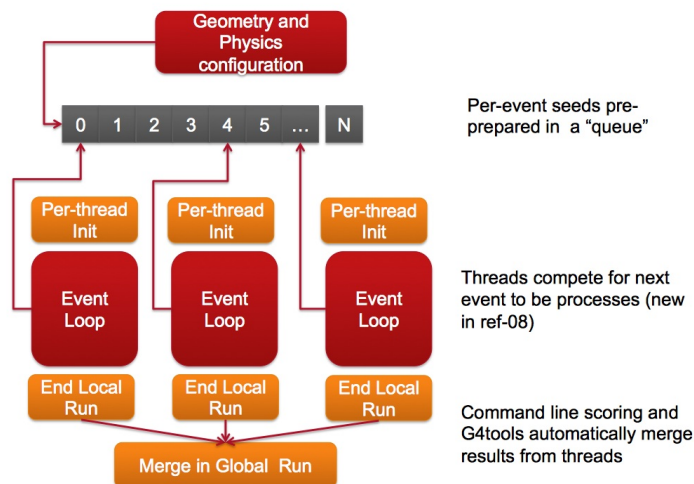 Geometry and
Physics
configuration
0 1 2 3 4 5 ... N
Per-event seeds pre-
prepared in a “queue”
Per-thread
Init
Per-thread
Init
Per-thread
Init
Event
Loop
Event
Loop
Event
Loop
Threads compete for next
event to be processes (new
in ref-08)
End Local
Run
End Local
Run
End Local
Run
Command line scoring and
G4tools automatically merge
results from threads
Merge in Global Run